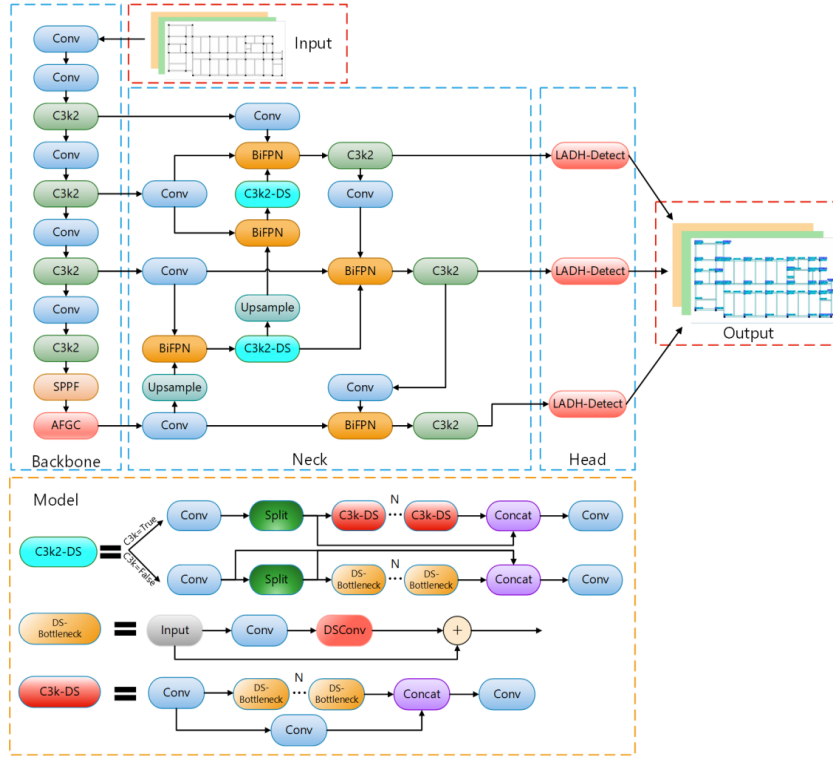 Input
Conv
Conv
C3k2
Conv
C3k2
Conv
C3k2
Conv
C3k2
SPPF
AFGC
Backbone
Conv
BiFPN
C3k2
Conv
C3k2-DS
Conv
BiFPN
Conv
BiFPN
C3k2
Upsample
BiFPN
C3k2-DS
Upsample
Conv
Conv
BiFPN
C3k2
Neck
LADH-Detect
LADH-Detect
LADH-Detect
Head
Output
Model
C3k2-DS
C3k=True
C3k=False
Conv
Split
C3k-DS
N
...
C3k-DS
Concat
Conv
Conv
Split
DS-
Bottleneck
N
...
DS-
Bottleneck
Concat
Conv
DS-
Bottleneck
=
Input
Conv
DSConv
+
C3k-DS
=
Conv
DS-
Bottleneck
N
...
DS-
Bottleneck
Concat
Conv
Conv